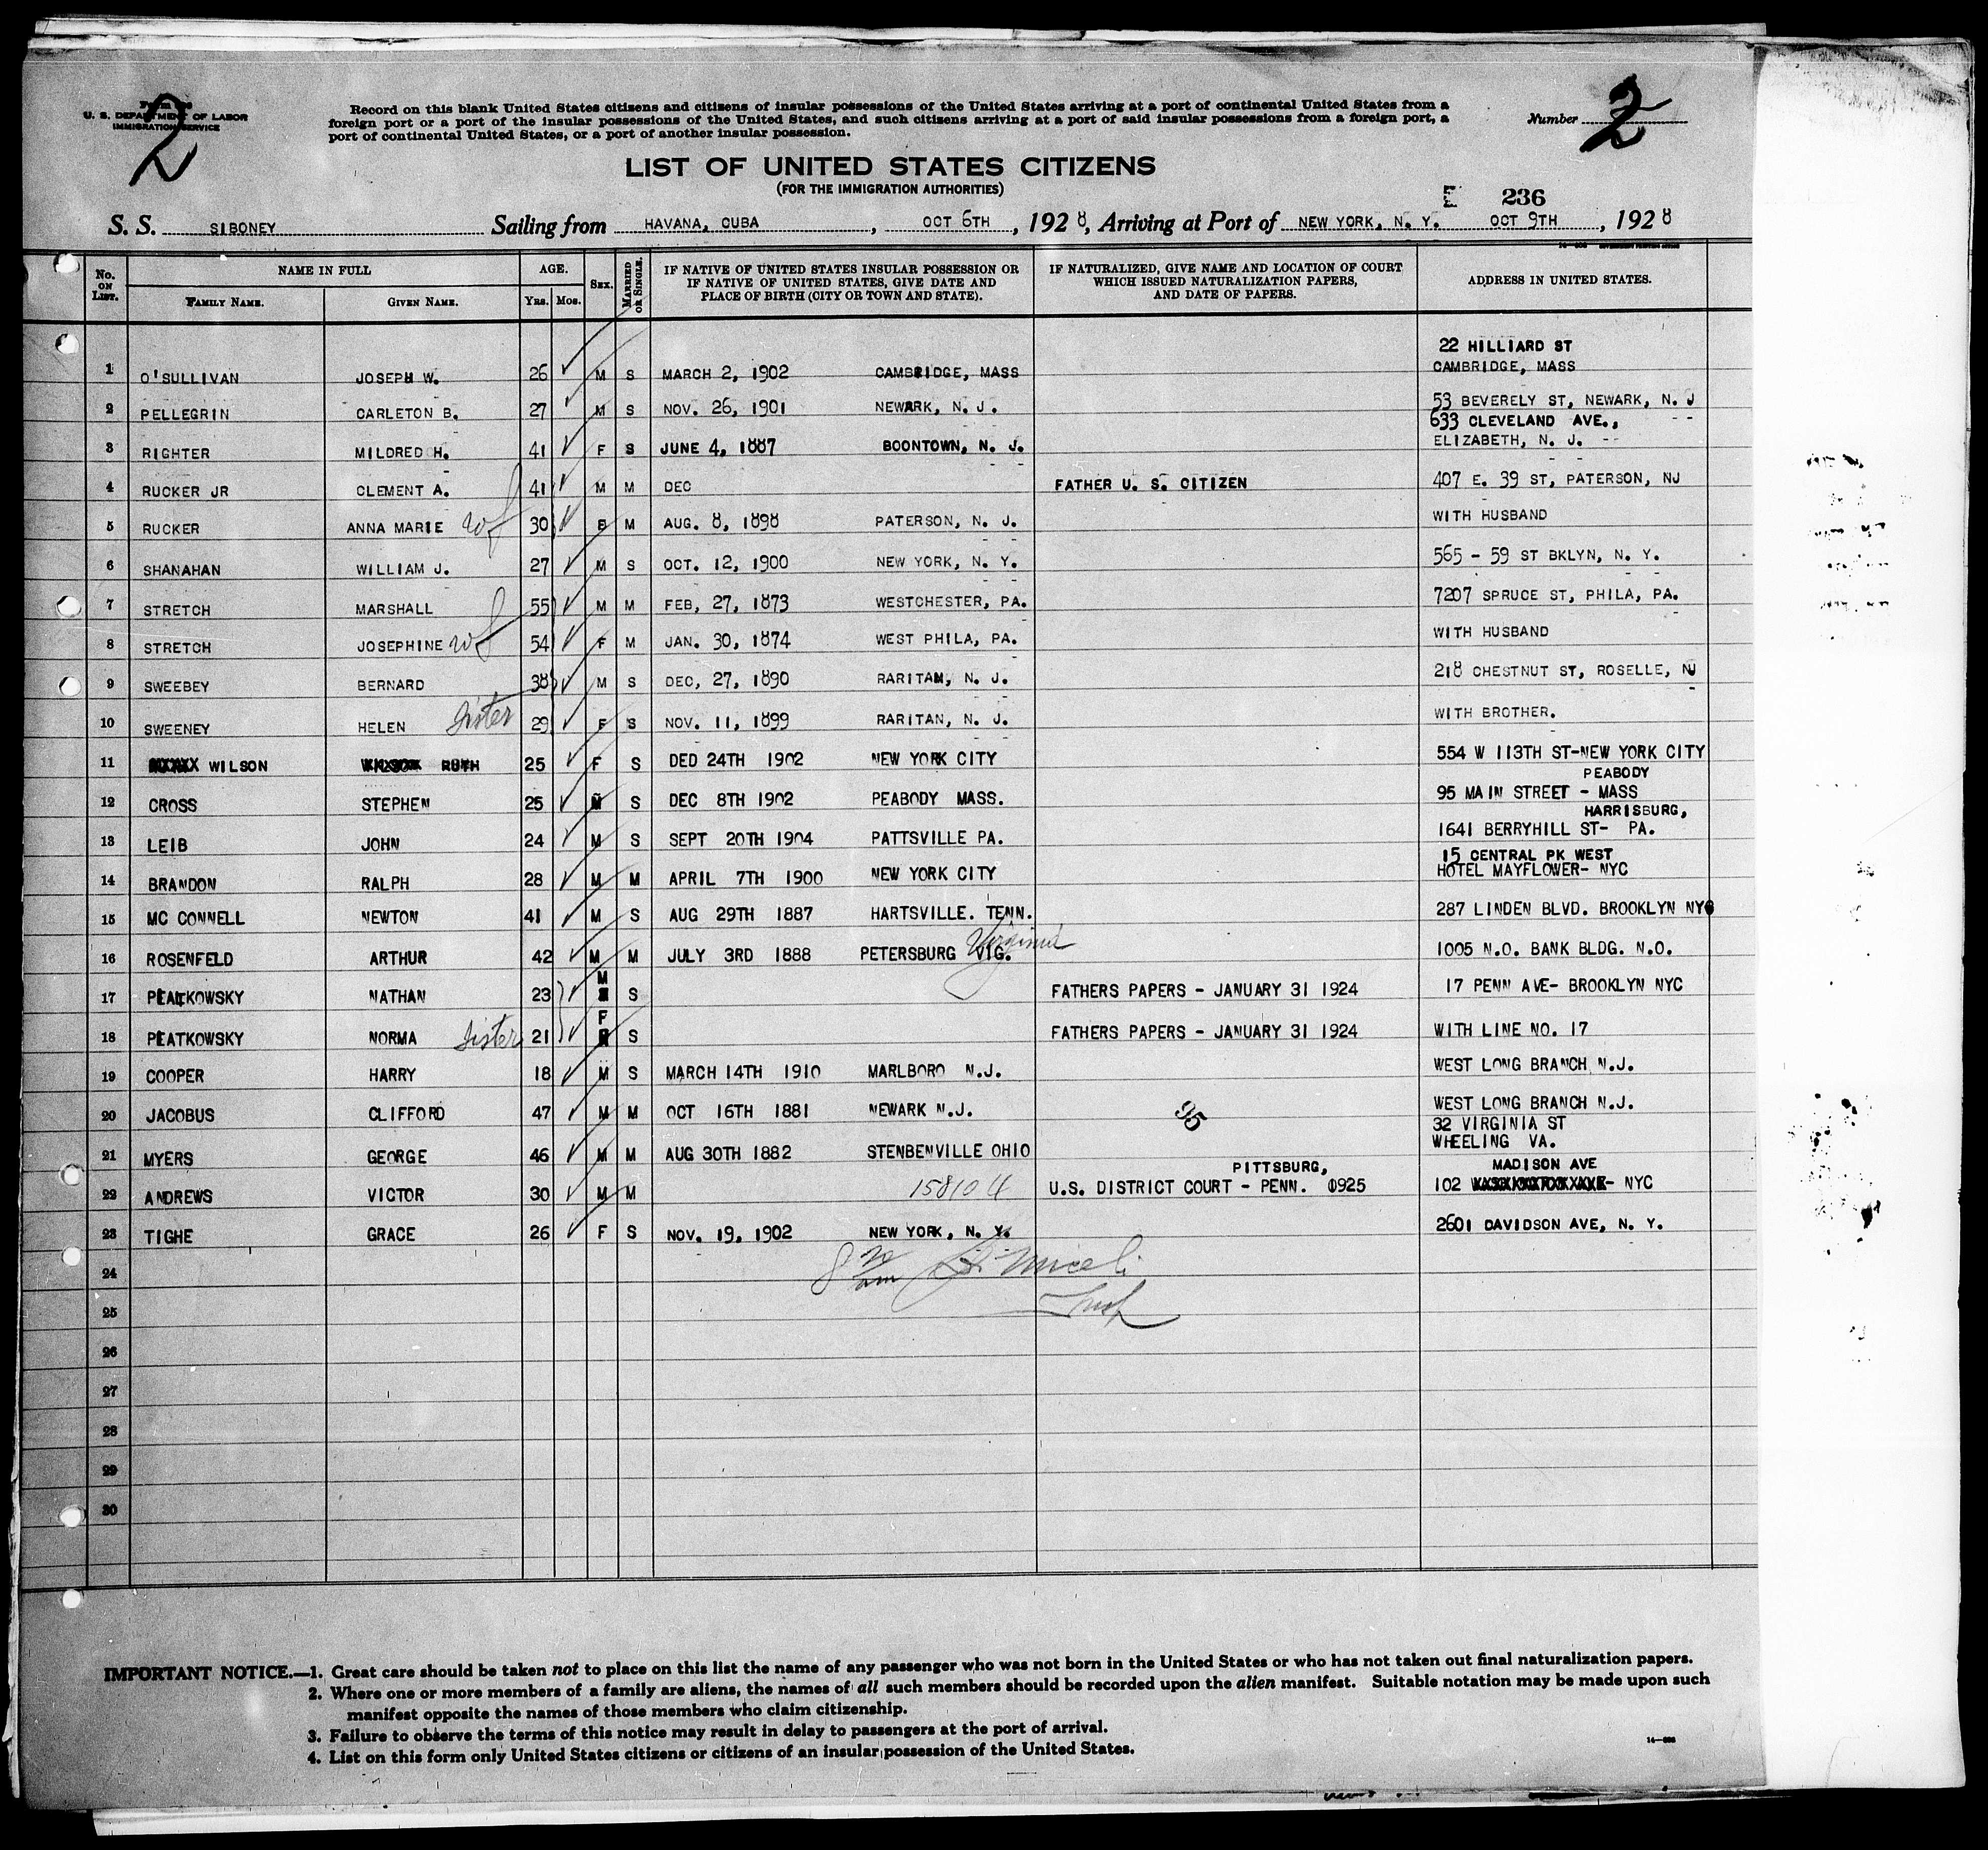 U. S. DEPARTMENT OF LABOR
IMMIGRATION SERVICE
2
Record on this blank United States citizens and citizens of insular possessions of the United States arriving at a port of continental United States from a
foreign port or a port of the insular possessions of the United States, and such citizens arriving at a port of said insular possessions from a foreign port, a
port of continental United States, or a port of another insular possession.
Number 2
LIST OF UNITED STATES CITIZENS
(FOR THE IMMIGRATION AUTHORITIES)
E 236
S. S. SIBONEY Sailing from HAVANA, CUBA, OCT 6TH, 1928, Arriving at Port of NEW YORK, N. Y. OCT 9TH, 1928
No. ON LIST. NAME IN FULL AGE. SEX. MARRIED OR SINGLE. IF NATIVE OF UNITED STATES INSULAR POSSESSION OR IF NATIVE OF UNITED STATES, GIVE DATE AND PLACE OF BIRTH (CITY OR TOWN AND STATE). IF NATURALIZED, GIVE NAME AND LOCATION OF COURT WHICH ISSUED NATURALIZATION PAPERS, AND DATE OF PAPERS. ADDRESS IN UNITED STATES.
FAMILY NAME. GIVEN NAME. Yrs. Mos.
22 HILLIARD ST
1 O'SULLIVAN JOSEPH W. 26 M S MARCH 2, 1902 CAMBRIDGE, MASS CAMBRIDGE, MASS
2 PELLEGRIN CARLETON B. 27 M S NOV. 26, 1901 NEWARK, N. J. 53 BEVERELY ST, NEWARK, N. J
633 CLEVELAND AVE.,
3 RIGHTER MILDRED H. 41 F S JUNE 4, 1887 BOONTOWN, N. J. ELIZABETH, N. J.
4 RUCKER JR CLEMENT A. 41 M M DEC FATHER U. S. CITIZEN 407 E. 39 ST, PATERSON, NJ
5 RUCKER ANNA MARIE wf 30 M AUG. 8, 1898 PATERSON, N. J. WITH HUSBAND
6 SHANAHAN WILLIAM J. 27 M S OCT. 12, 1900 NEW YORK, N. Y. 565 - 59 ST BKLYN, N. Y.
7 STRETCH MARSHALL 55 M M FEB, 27, 1873 WESTCHESTER, PA. 7207 SPRUCE ST, PHILA, PA.
8 STRETCH JOSEPHINE wf 54 F M JAN. 30, 1874 WEST PHILA, PA. WITH HUSBAND
9 SWEEBEY BERNARD 38 M S DEC, 27, 1890 RARITAN, N. J. 218 CHESTNUT ST, ROSELLE, NJ
10 SWEENEY HELEN Sister 29 F S NOV. 11, 1899 RARITAN, N. J. WITH BROTHER.
11 WILSON RUTH 25 F S DED 24TH 1902 NEW YORK CITY 554 W 113TH ST-NEW YORK CITY
PEABODY
12 CROSS STEPHEN 25 M S DEC 8TH 1902 PEABODY MASS. 95 MAIN STREET - MASS
HARRISBURG,
13 LEIB JOHN 24 M S SEPT 20TH 1904 PATTSVILLE PA. 1641 BERRYHILL ST- PA.
15 CENTRAL PK WEST
14 BRANDON RALPH 28 M M APRIL 7TH 1900 NEW YORK CITY HOTEL MAYFLOWER- NYC
15 MC CONNELL NEWTON 41 M S AUG 29TH 1887 HARTSVILLE. TENN. 287 LINDEN BLVD. BROOKLYN NYC
16 ROSENFELD ARTHUR 42 M M JULY 3RD 1888 PETERSBURG VIG. Virginia 1005 N.O. BANK BLDG. N.O.
17 PEATKOWSKY NATHAN 23 M S FATHERS PAPERS - JANUARY 31 1924 17 PENN AVE- BROOKLYN NYC
18 PEATKOWSKY NORMA Sister 21 F S FATHERS PAPERS - JANUARY 31 1924 WITH LINE NO. 17
19 COOPER HARRY 18 M S MARCH 14TH 1910 MARLBORO N.J. WEST LONG BRANCH N.J.
20 JACOBUS CLIFFORD 47 M M OCT 16TH 1881 NEWARK N.J. 95 WEST LONG BRANCH N.J.
32 VIRGINIA ST
21 MYERS GEORGE 46 M M AUG 30TH 1882 STENBENVILLE OHIO WHEELING VA.
PITTSBURG, MADISON AVE
22 ANDREWS VICTOR 30 M M 158104 U.S. DISTRICT COURT - PENN. 1925 102 - NYC
23 TIGHE GRACE 26 F S NOV. 19, 1902 NEW YORK, N. Y. 2601 DAVIDSON AVE, N. Y.
24
25
26
27
28
29
30
IMPORTANT NOTICE.—1. Great care should be taken not to place on this list the name of any passenger who was not born in the United States or who has not taken out final naturalization papers.
2. Where one or more members of a family are aliens, the names of all such members should be recorded upon the alien manifest. Suitable notation may be made upon such
manifest opposite the names of those members who claim citizenship.
3. Failure to observe the terms of this notice may result in delay to passengers at the port of arrival.
4. List on this form only United States citizens or citizens of an insular possession of the United States.